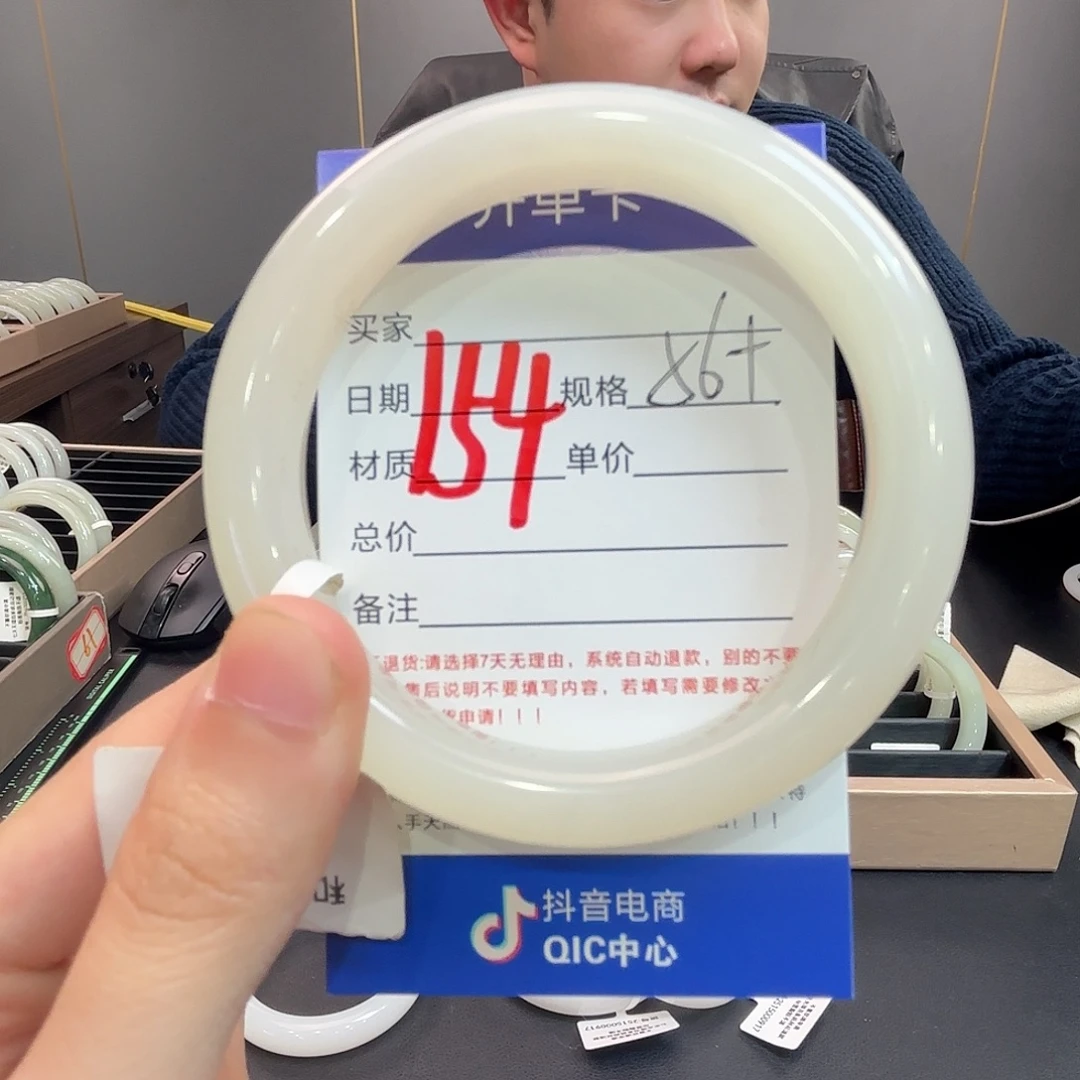 开单卡
买家
日期 154 规格 86+
材质 单价
总价
备注
退货:请选择7天无理由，系统自动退款，别的不要
售后说明不要填写内容，若填写需要修改
货申请！！！
抖音电商
QIC中心
61